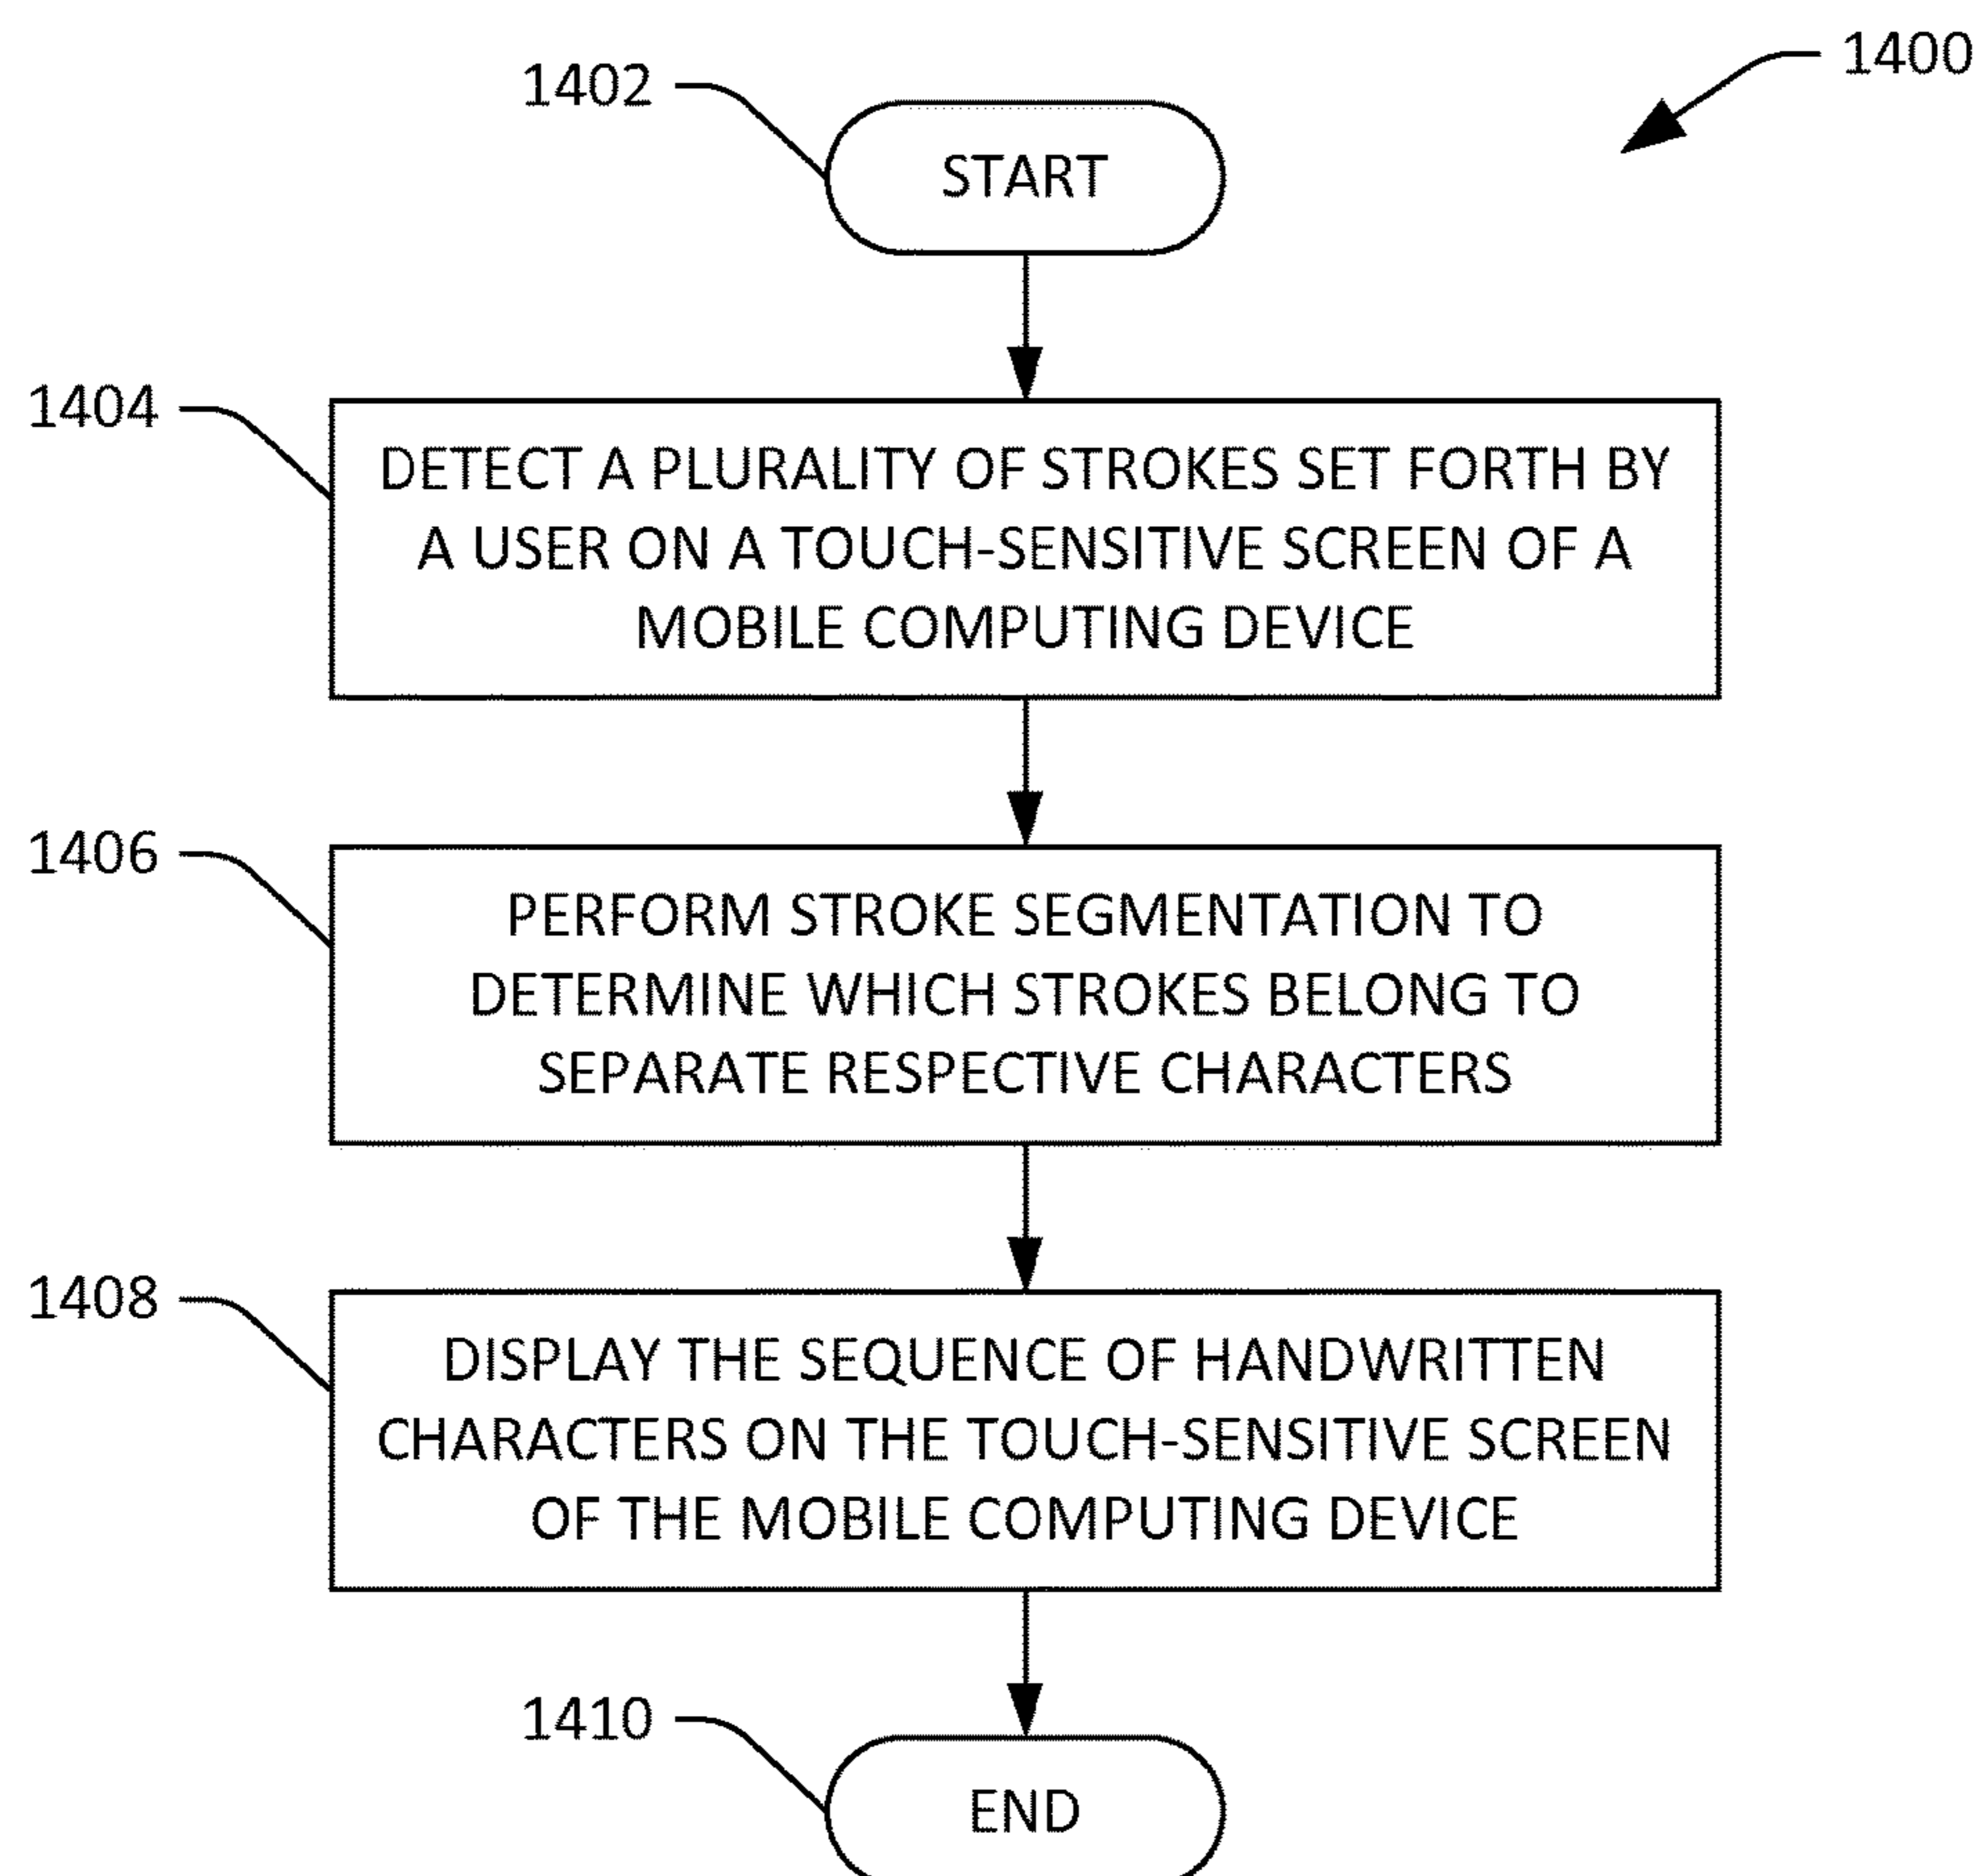 1400
1402
START
1404
DETECT A PLURALITY OF STROKES SET FORTH BY
A USER ON A TOUCH-SENSITIVE SCREEN OF A
MOBILE COMPUTING DEVICE
1406
PERFORM STROKE SEGMENTATION TO
DETERMINE WHICH STROKES BELONG TO
SEPARATE RESPECTIVE CHARACTERS
1408
DISPLAY THE SEQUENCE OF HANDWRITTEN
CHARACTERS ON THE TOUCH-SENSITIVE SCREEN
OF THE MOBILE COMPUTING DEVICE
1410
END